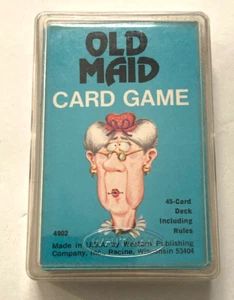 OLD
MAID
CARD GAME
45-Card
Deck
Including
Rules
4902
Made in U.S.A. by Western Publishing
Company, Inc., Racine, Wisconsin 53404